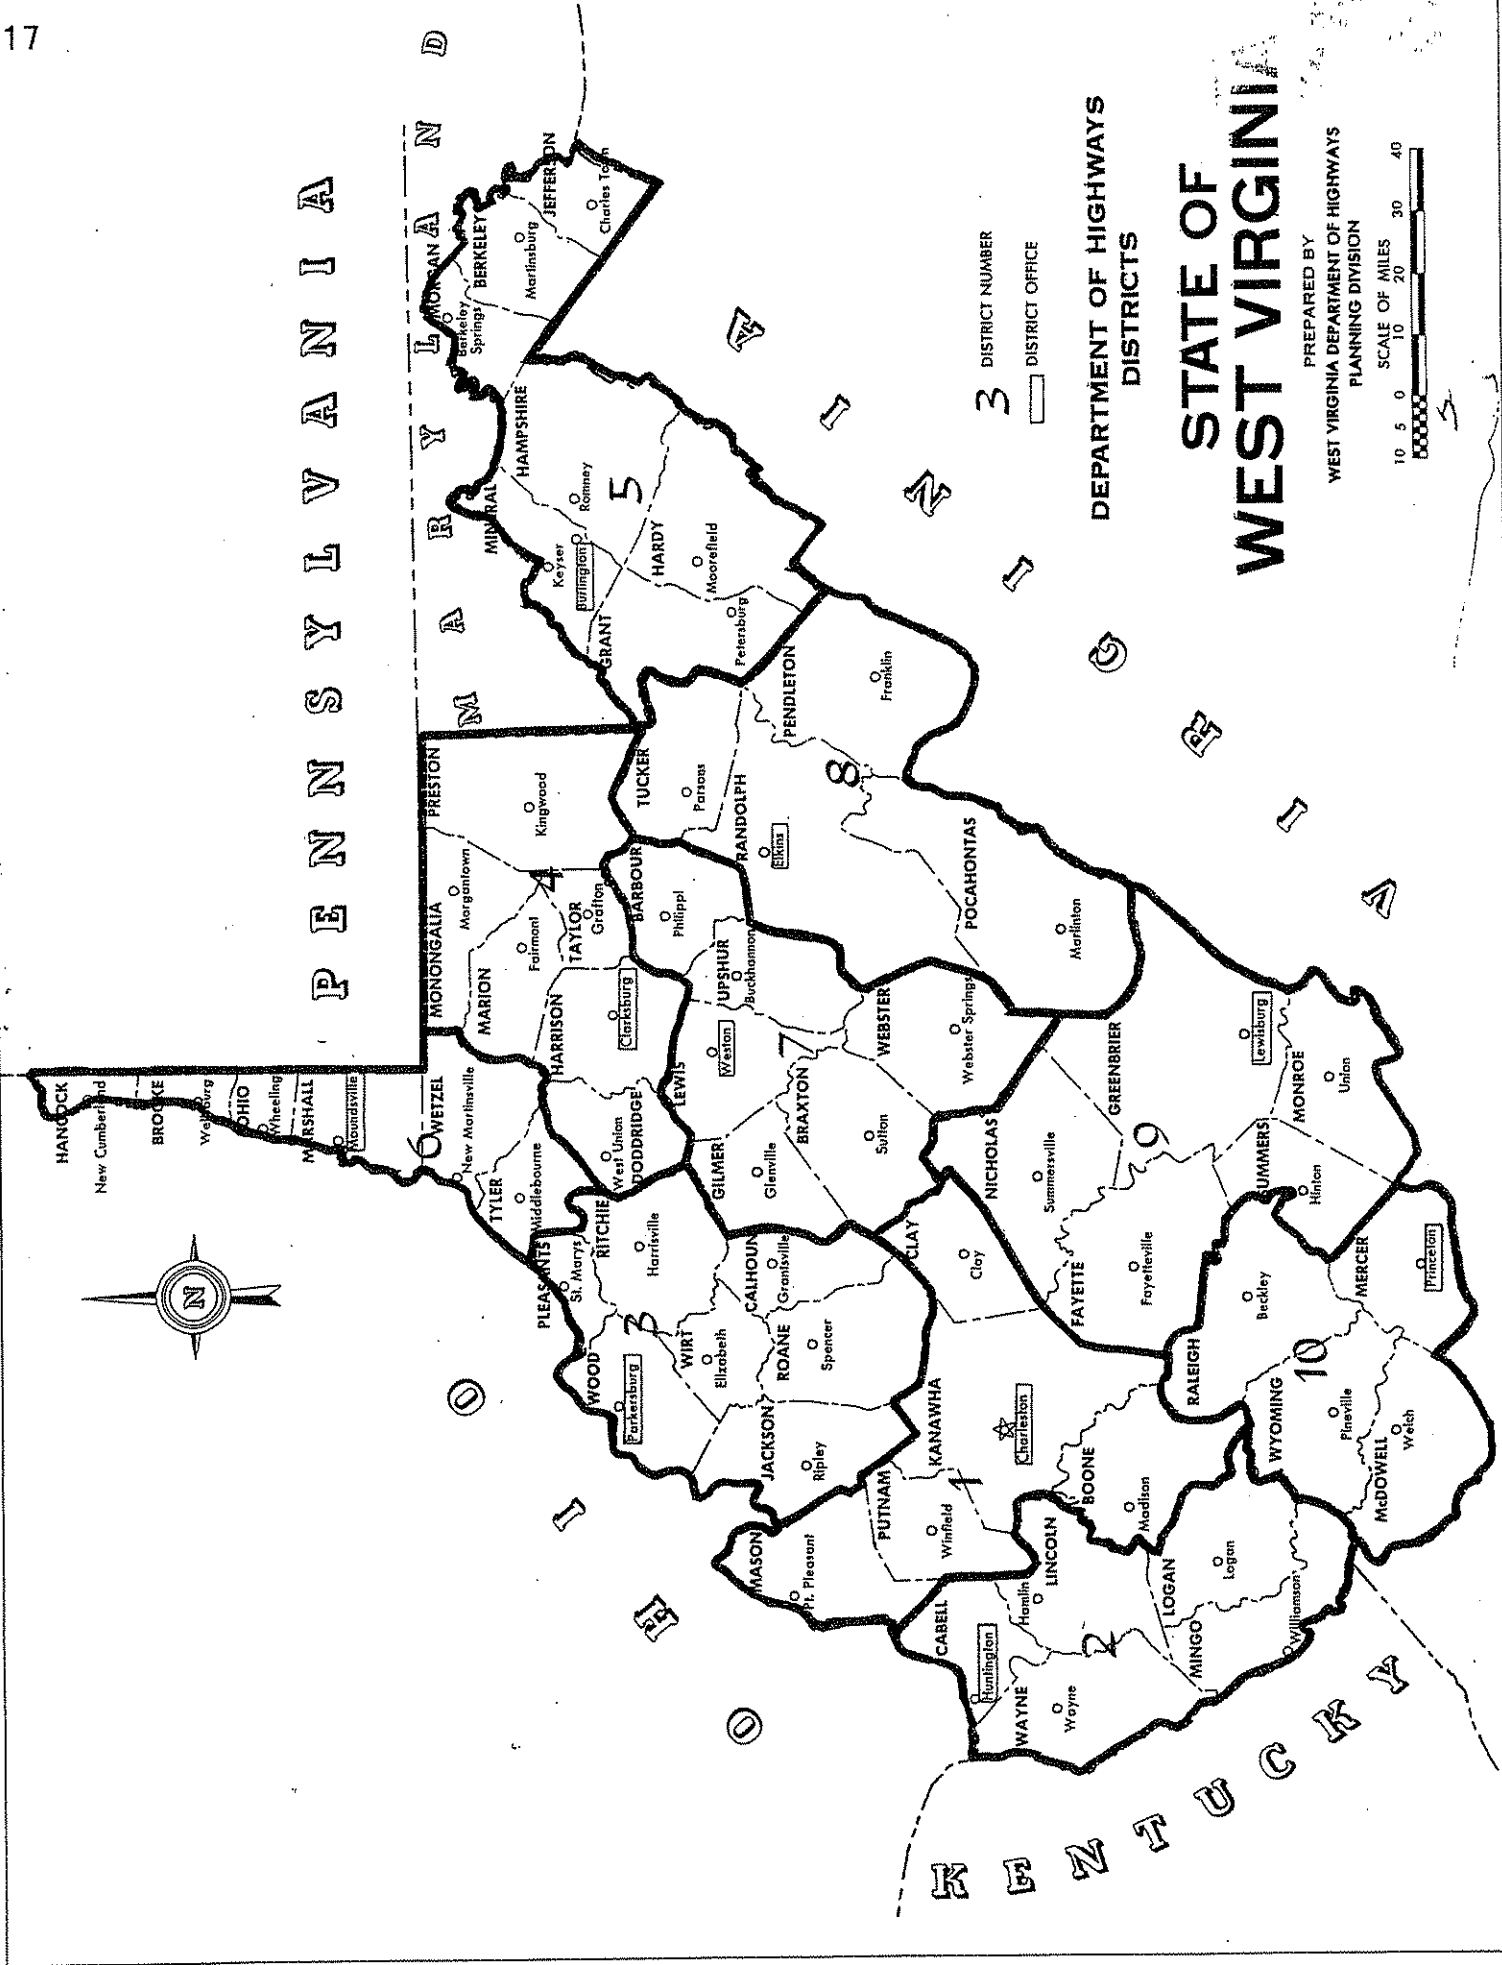 17
PENNSYLVANIA
MARYLAND
OHIO
KENTUCKY
VIRGINIA
N
HANCOCK
New Cumberland
BROOKE
Wellsburg
OHIO
Wheeling
MARSHALL
Moundsville
6
WETZEL
New Martinsville
TYLER
Middlebourne
MONONGALIA
Morgantown
PRESTON
Kingwood
MARION
Fairmont
4
TAYLOR
Grafton
HARRISON
Clarksburg
DODDRIDGE
West Union
PLEASANTS
St. Marys
RITCHIE
Harrisville
WOOD
Parkersburg
3
WIRT
Elizabeth
CALHOUN
Grantsville
ROANE
Spencer
JACKSON
Ripley
MORGAN
Berkeley
Springs
BERKELEY
Martinsburg
JEFFERSON
Charles Town
MINERAL
Keyser
Burlington
HAMPSHIRE
Romney
5
HARDY
Moorefield
GRANT
Petersburg
TUCKER
Parsons
RANDOLPH
Elkins
PENDLETON
Franklin
8
POCAHONTAS
Marlinton
BARBOUR
Philippi
UPSHUR
Buckhannon
LEWIS
Weston
7
GILMER
Glenville
BRAXTON
Sutton
WEBSTER
Webster Springs
MASON
Pt. Pleasant
PUTNAM
Winfield
1
KANAWHA
Charleston
CLAY
Clay
BOONE
Madison
CABELL
Huntington
LINCOLN
Hamlin
WAYNE
Wayne
2
LOGAN
Logan
MINGO
Williamson
NICHOLAS
Summersville
GREENBRIER
Lewisburg
9
FAYETTE
Fayetteville
SUMMERS
Hinton
MONROE
Union
RALEIGH
Beckley
10
WYOMING
Pineville
MERCER
Princeton
McDOWELL
Welch
3 DISTRICT NUMBER
DISTRICT OFFICE
DEPARTMENT OF HIGHWAYS
DISTRICTS
STATE OF
WEST VIRGINIA
PREPARED BY
WEST VIRGINIA DEPARTMENT OF HIGHWAYS
PLANNING DIVISION
SCALE OF MILES
10 5 0 10 20 30 40